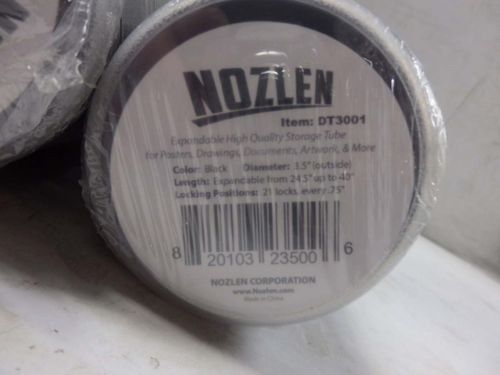 NOZLEN
Item: DT3001
Expandable High Quality Storage Tube
for Posters, Drawings, Documents, Artwork, & More
Color: Black Diameter: 3.5" (outside)
Length: Expandable from 24.5" up to 40"
Locking Positions: 21 locks, every .75"
8 20103 23500 6
NOZLEN CORPORATION
www.Nozlen.com
Made in China